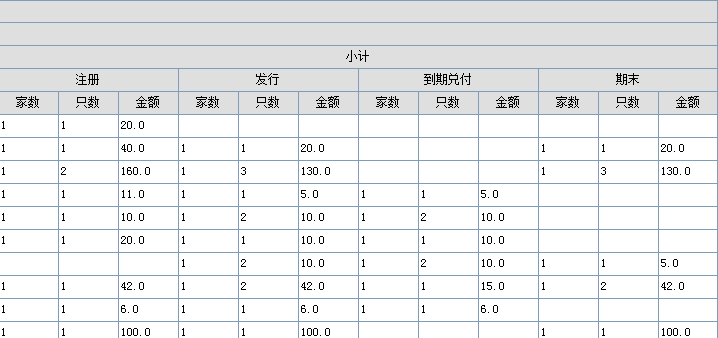 小计
注册 发行 到期兑付 期末
家数 只数 金额 家数 只数 金额 家数 只数 金额 家数 只数 金额
1 1 20.0
1 1 40.0 1 1 20.0 1 1 20.0
1 2 160.0 1 3 130.0 1 3 130.0
1 1 11.0 1 1 5.0 1 1 5.0
1 1 10.0 1 2 10.0 1 2 10.0
1 1 20.0 1 1 10.0 1 1 10.0
1 2 10.0 1 2 10.0 1 1 5.0
1 1 42.0 1 2 42.0 1 1 15.0 1 2 42.0
1 1 6.0 1 1 6.0 1 1 6.0
1 1 100.0 1 1 100.0 1 1 100.0